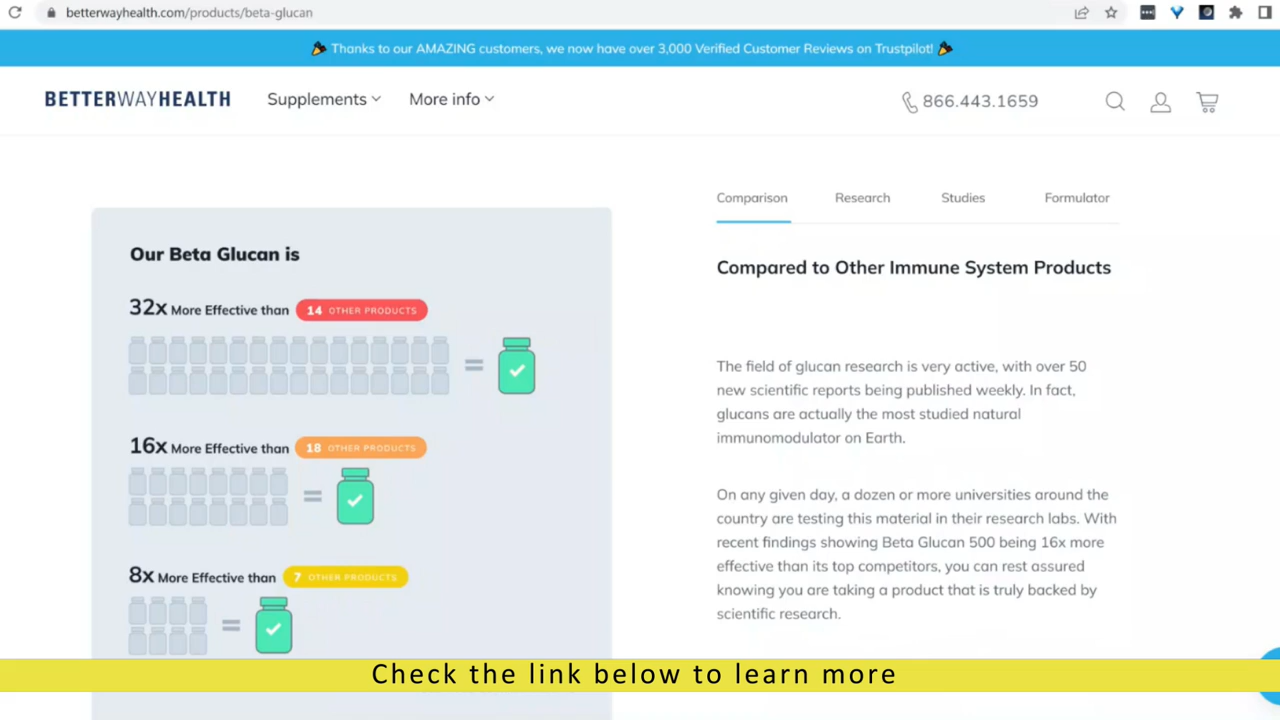 betterwayhealth.com/products/beta-glucan
Thanks to our AMAZING customers, we now have over 3,000 Verified Customer Reviews on Trustpilot!
BETTERWAYHEALTH
Supplements
More info
866.443.1659
Our Beta Glucan is
32x More Effective than 14 OTHER PRODUCTS
=
16x More Effective than 18 OTHER PRODUCTS
=
8x More Effective than 7 OTHER PRODUCTS
=
Comparison Research Studies Formulator
Compared to Other Immune System Products
The field of glucan research is very active, with over 50
new scientific reports being published weekly. In fact,
glucans are actually the most studied natural
immunomodulator on Earth.
On any given day, a dozen or more universities around the
country are testing this material in their research labs. With
recent findings showing Beta Glucan 500 being 16x more
effective than its top competitors, you can rest assured
knowing you are taking a product that is truly backed by
scientific research.
Check the link below to learn more